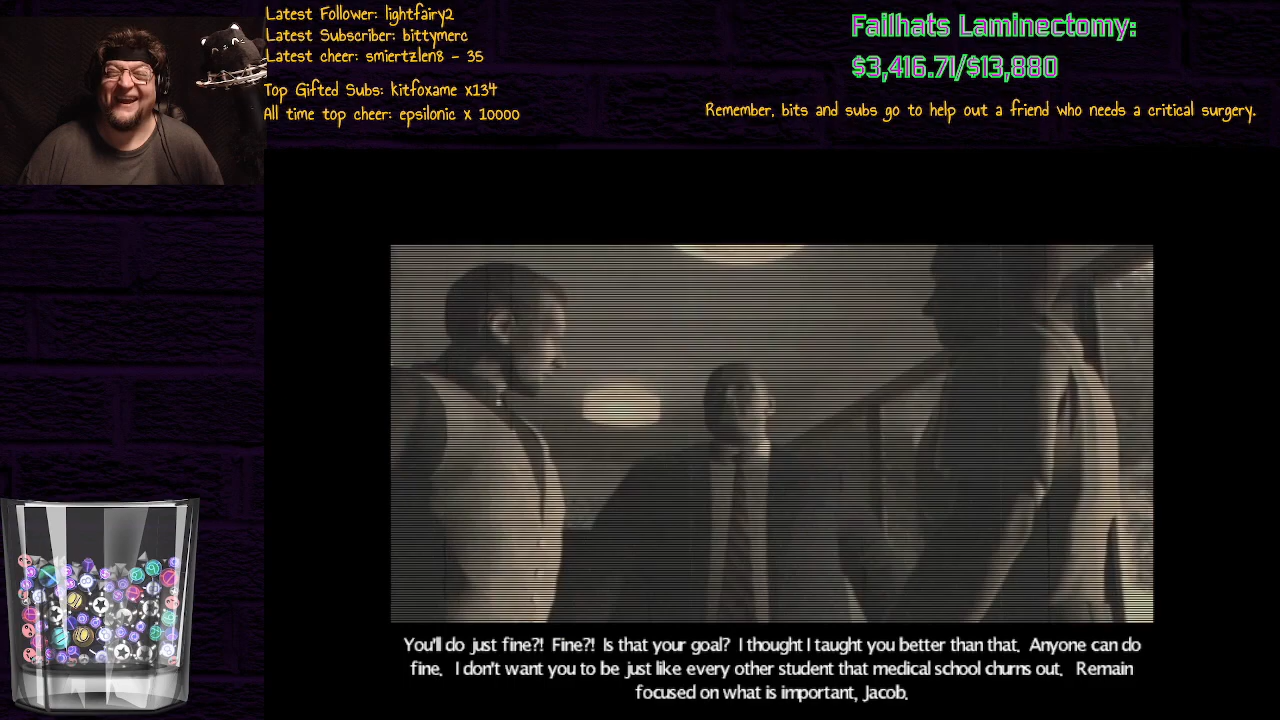 Latest Follower: lightfairy2
Latest Subscriber: bittymerc
Latest cheer: smiertzlen8 - 35
Top Gifted Subs: kitfoxame x134
All time top cheer: epsilonic x 10000
Failhats Laminectomy:
$3,416.71/$13,880
Remember, bits and subs go to help out a friend who needs a critical surgery.
You'll do just fine?! Fine?! Is that your goal? I thought I taught you better than that. Anyone can do
fine. I don't want you to be just like every other student that medical school churns out. Remain
focused on what is important, Jacob.